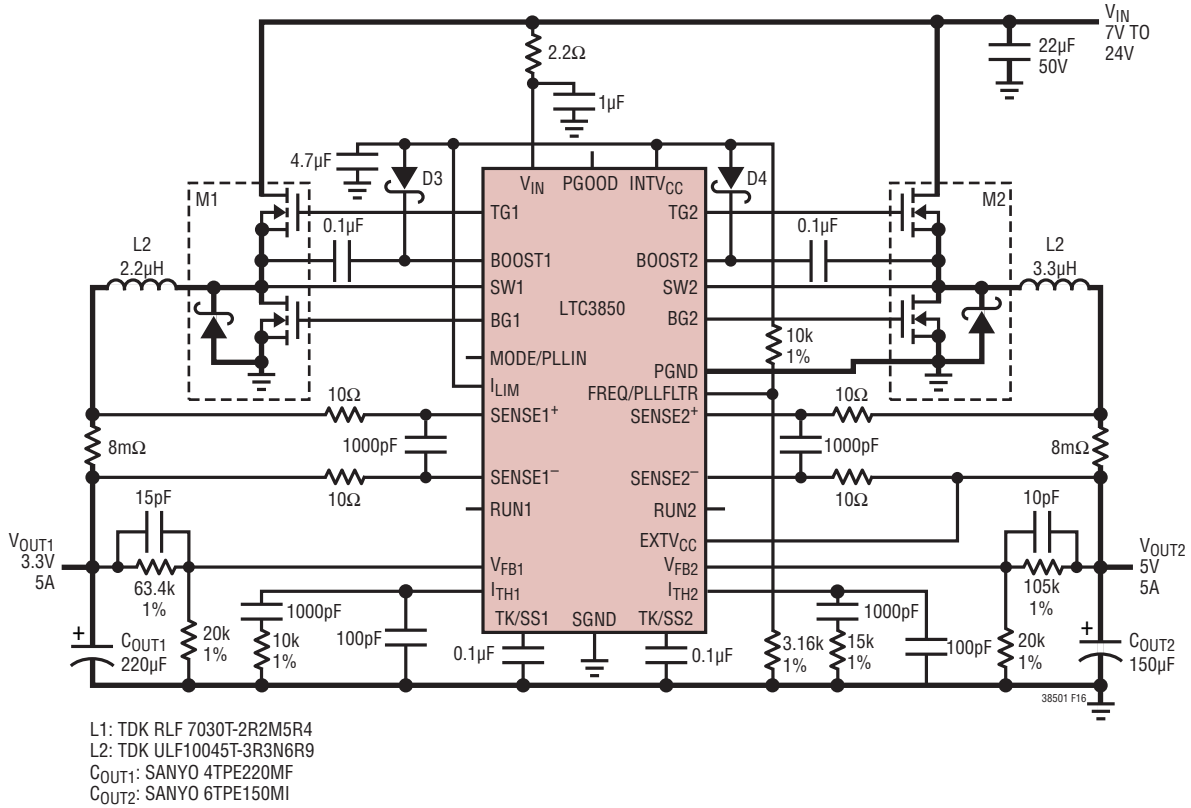 V_IN
7V TO
24V
22µF
50V
2.2Ω
1µF
4.7µF
D3
D4
V_IN
PGOOD
INTV_CC
M1
M2
TG1
TG2
0.1µF
0.1µF
L2
2.2µH
L2
3.3µH
BOOST1
BOOST2
SW1
SW2
LTC3850
BG1
BG2
10k
1%
MODE/PLLIN
PGND
I_LIM
FREQ/PLLFLTR
10Ω
10Ω
SENSE1⁺
SENSE2⁺
8mΩ
1000pF
1000pF
8mΩ
SENSE1⁻
SENSE2⁻
10Ω
10Ω
15pF
10pF
RUN1
RUN2
EXTV_CC
V_OUT1
3.3V
5A
V_FB1
V_FB2
V_OUT2
5V
5A
63.4k
1%
105k
1%
I_TH1
I_TH2
1000pF
1000pF
TK/SS1
SGND
TK/SS2
+
C_OUT1
220µF
20k
1%
10k
1%
100pF
0.1µF
0.1µF
3.16k
1%
15k
1%
100pF
20k
1%
+
C_OUT2
150µF
38501 F16
L1: TDK RLF 7030T-2R2M5R4
L2: TDK ULF10045T-3R3N6R9
C_OUT1: SANYO 4TPE220MF
C_OUT2: SANYO 6TPE150MI